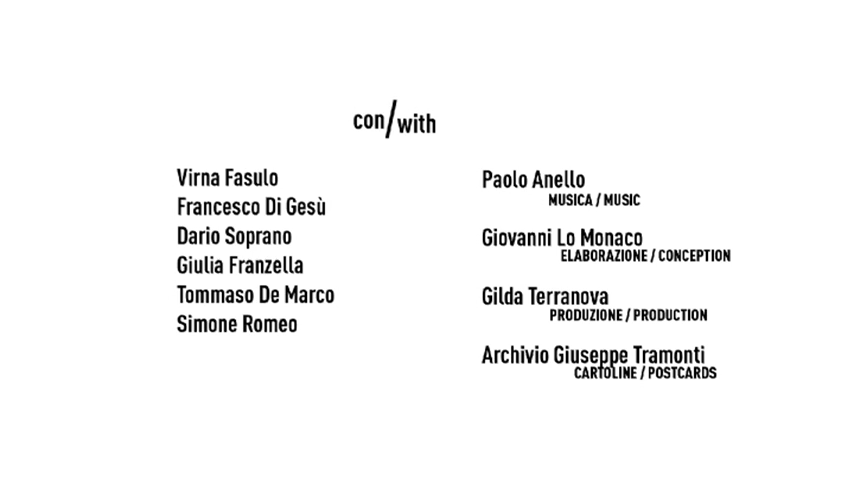 con/with
Virna Fasulo
Francesco Di Gesù
Dario Soprano
Giulia Franzella
Tommaso De Marco
Simone Romeo
Paolo Anello
MUSICA / MUSIC
Giovanni Lo Monaco
ELABORAZIONE / CONCEPTION
Gilda Terranova
PRODUZIONE / PRODUCTION
Archivio Giuseppe Tramonti
CARTOLINE / POSTCARDS